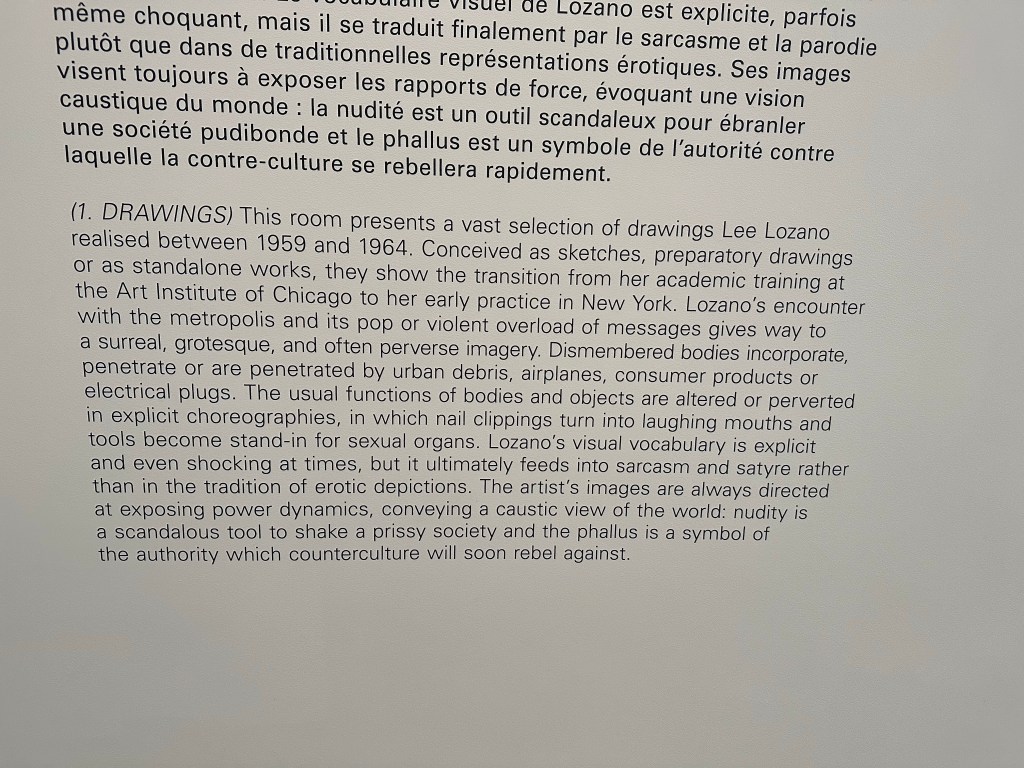 vocabulaire visuel de Lozano est explicite, parfois
même choquant, mais il se traduit finalement par le sarcasme et la parodie
plutôt que dans de traditionnelles représentations érotiques. Ses images
visent toujours à exposer les rapports de force, évoquant une vision
caustique du monde : la nudité est un outil scandaleux pour ébranler
une société pudibonde et le phallus est un symbole de l'autorité contre
laquelle la contre-culture se rebellera rapidement.
(1. DRAWINGS) This room presents a vast selection of drawings Lee Lozano
realised between 1959 and 1964. Conceived as sketches, preparatory drawings
or as standalone works, they show the transition from her academic training at
the Art Institute of Chicago to her early practice in New York. Lozano's encounter
with the metropolis and its pop or violent overload of messages gives way to
a surreal, grotesque, and often perverse imagery. Dismembered bodies incorporate,
penetrate or are penetrated by urban debris, airplanes, consumer products or
electrical plugs. The usual functions of bodies and objects are altered or perverted
in explicit choreographies, in which nail clippings turn into laughing mouths and
tools become stand-in for sexual organs. Lozano's visual vocabulary is explicit
and even shocking at times, but it ultimately feeds into sarcasm and satyre rather
than in the tradition of erotic depictions. The artist's images are always directed
at exposing power dynamics, conveying a caustic view of the world: nudity is
a scandalous tool to shake a prissy society and the phallus is a symbol of
the authority which counterculture will soon rebel against.